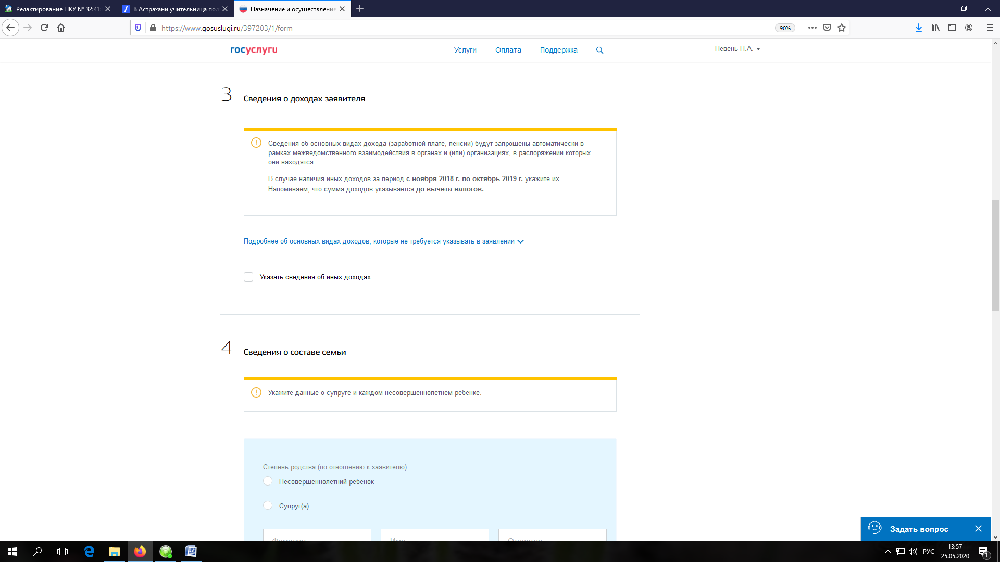 Редактирование ПКУ № 32:41:
В Астрахани учительница пол
Назначение и осуществление
https://www.gosuslugi.ru/397203/1/form
90%
госуслуги
Услуги
Оплата
Поддержка
Певень Н.А.
3
Сведения о доходах заявителя
Сведения об основных видах дохода (заработной плате, пенсии) будут запрошены автоматически в
рамках межведомственного взаимодействия в органах и (или) организациях, в распоряжении которых
они находятся.
В случае наличия иных доходов за период с ноября 2018 г. по октябрь 2019 г. укажите их.
Напоминаем, что сумма доходов указывается до вычета налогов.
Подробнее об основных видах доходов, которые не требуется указывать в заявлении
Указать сведения об иных доходах
4
Сведения о составе семьи
Укажите данные о супруге и каждом несовершеннолетнем ребенке.
Степень родства (по отношению к заявителю)
Несовершеннолетний ребенок
Супруг(а)
Фамилия
Имя
Отчество
Задать вопрос
РУС
13:57
25.05.2020
1